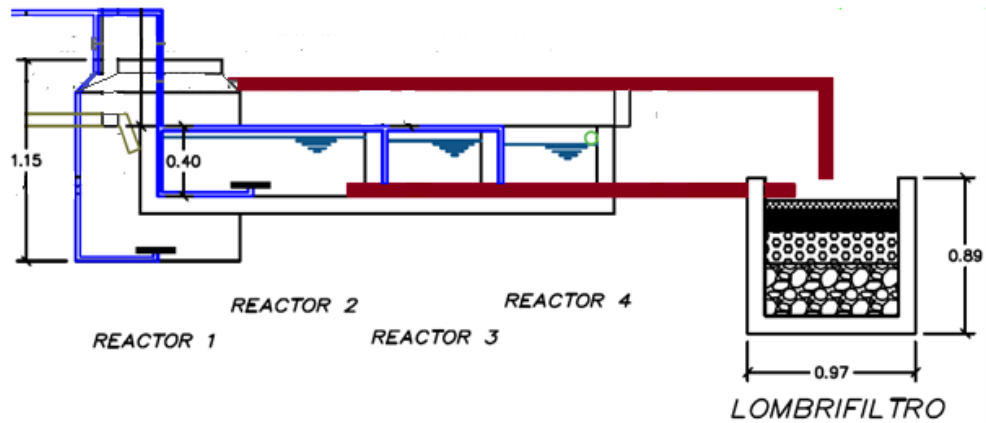 1.15
0.40
0.89
REACTOR 2
REACTOR 4
REACTOR 1
REACTOR 3
0.97
LOMBRIFILTRO